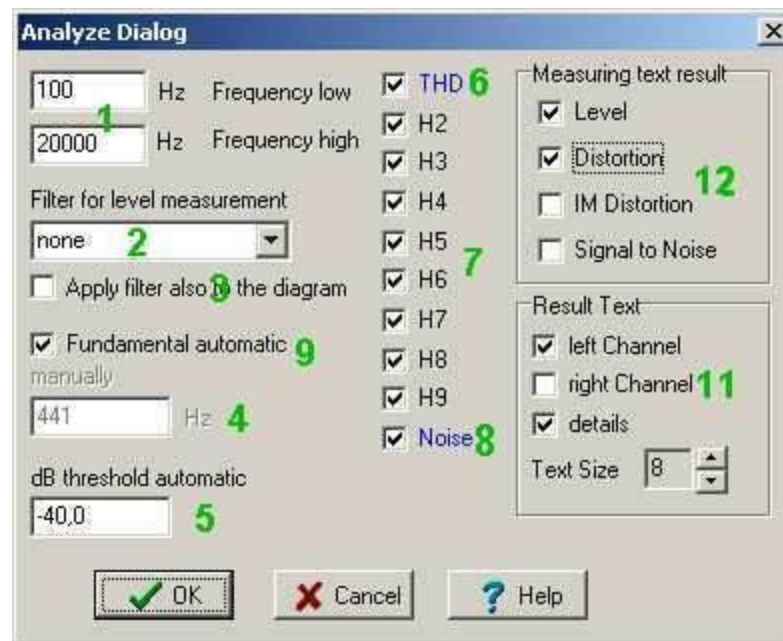 Analyze Dialog
100 Hz Frequency low
1
20000 Hz Frequency high
Filter for level measurement
none 2
3
Apply filter also to the diagram
Fundamental automatic 9
manually
441 Hz 4
dB threshold automatic
-40,0 5
THD 6
H2
H3
H4
H5
7
H6
H7
H8
H9
Noise 8
Measuring text result
Level
Distortion
12
IM Distortion
Signal to Noise
Result Text
left Channel
right Channel 11
details
Text Size 8
OK Cancel ? Help